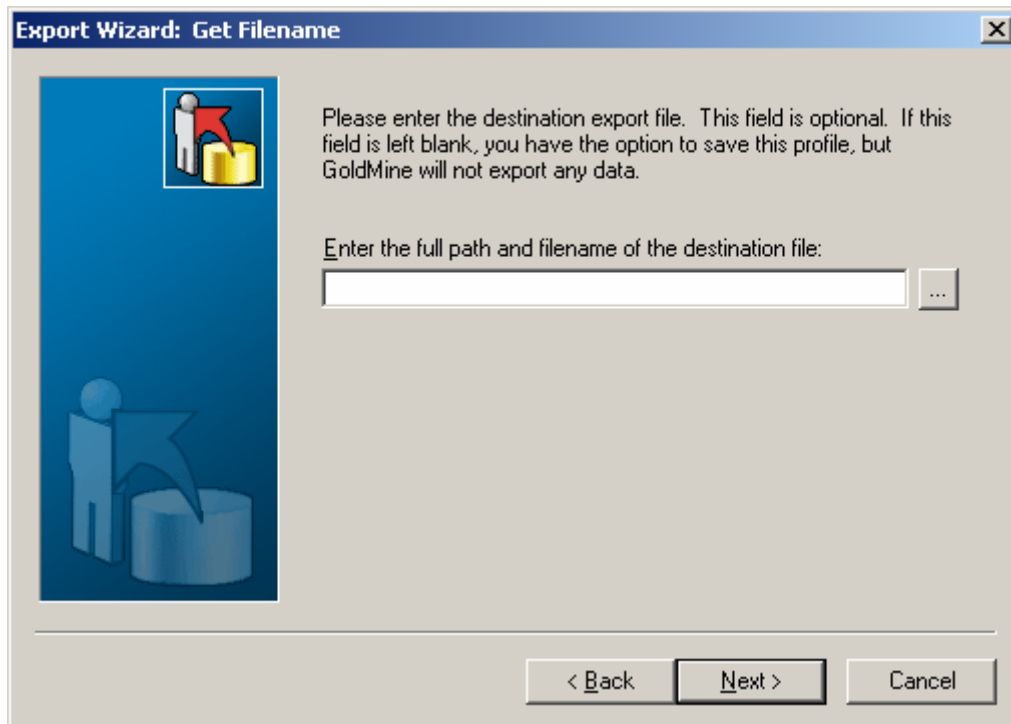 Export Wizard: Get Filename
Please enter the destination export file. This field is optional. If this
field is left blank, you have the option to save this profile, but
GoldMine will not export any data.
Enter the full path and filename of the destination file:
...
< Back
Next >
Cancel